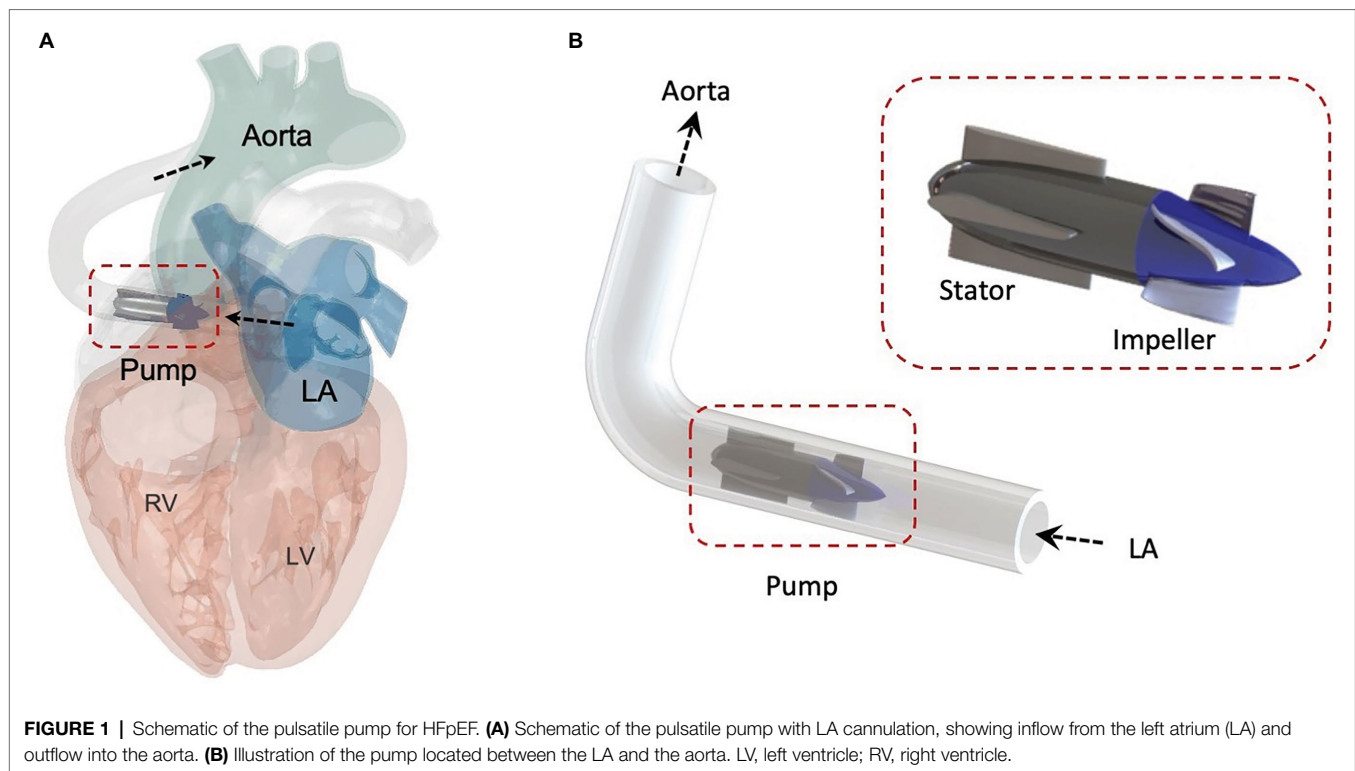 A
Aorta
Pump
LA
RV
LV
B
Aorta
Stator
Impeller
Pump
LA
FIGURE 1 | Schematic of the pulsatile pump for HFpEF. (A) Schematic of the pulsatile pump with LA cannulation, showing inflow from the left atrium (LA) and
outflow into the aorta. (B) Illustration of the pump located between the LA and the aorta. LV, left ventricle; RV, right ventricle.